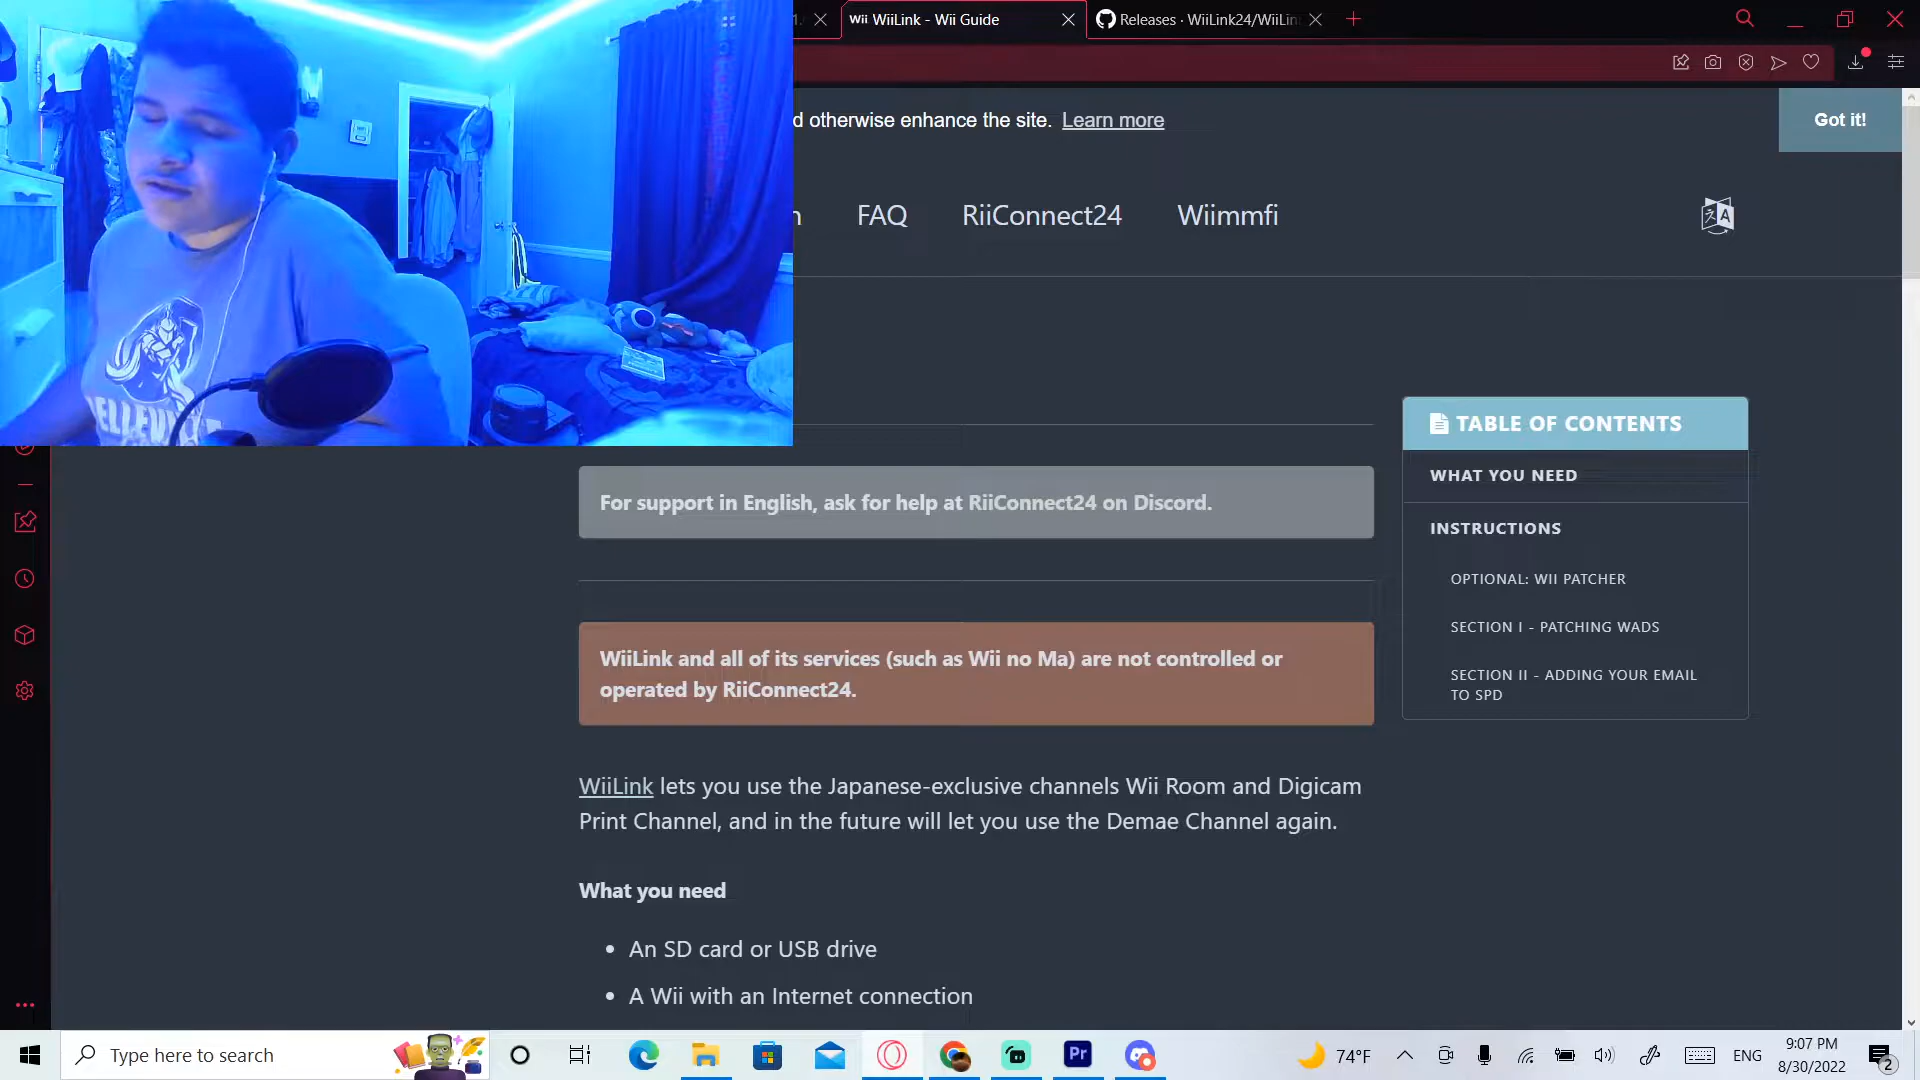 WiiLink - Wii Guide
Releases · WiiLink24/WiiLin
d otherwise enhance the site. Learn more
Got it!
FAQ
RiiConnect24
Wiimmfi
TABLE OF CONTENTS
WHAT YOU NEED
INSTRUCTIONS
OPTIONAL: WII PATCHER
SECTION I - PATCHING WADS
SECTION II - ADDING YOUR EMAIL
TO SPD
For support in English, ask for help at RiiConnect24 on Discord.
WiiLink and all of its services (such as Wii no Ma) are not controlled or
operated by RiiConnect24.
WiiLink lets you use the Japanese-exclusive channels Wii Room and Digicam
Print Channel, and in the future will let you use the Demae Channel again.
What you need
• An SD card or USB drive
• A Wii with an Internet connection
Type here to search
Pr
74°F
ENG
9:07 PM
8/30/2022
2